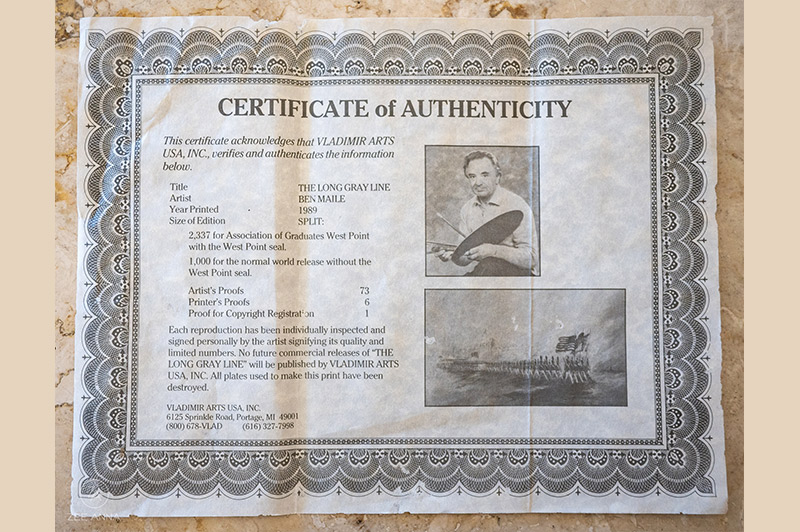 CERTIFICATE of AUTHENTICITY
This certificate acknowledges that VLADIMIR ARTS
USA, INC., verifies and authenticates the information
below.
Title THE LONG GRAY LINE
Artist BEN MAILE
Year Printed 1989
Size of Edition SPLIT:
2,337 for Association of Graduates West Point
with the West Point seal.
1,000 for the normal world release without the
West Point seal.
Artist's Proofs 73
Printer's Proofs 6
Proof for Copyright Registration 1
Each reproduction has been individually inspected and
signed personally by the artist signifying its quality and
limited numbers. No future commercial releases of "THE
LONG GRAY LINE" will be published by VLADIMIR ARTS
USA, INC. All plates used to make this print have been
destroyed.
VLADIMIR ARTS USA, INC.
6125 Sprinkle Road, Portage, MI 49001
(800) 678-VLAD (616) 327-7998